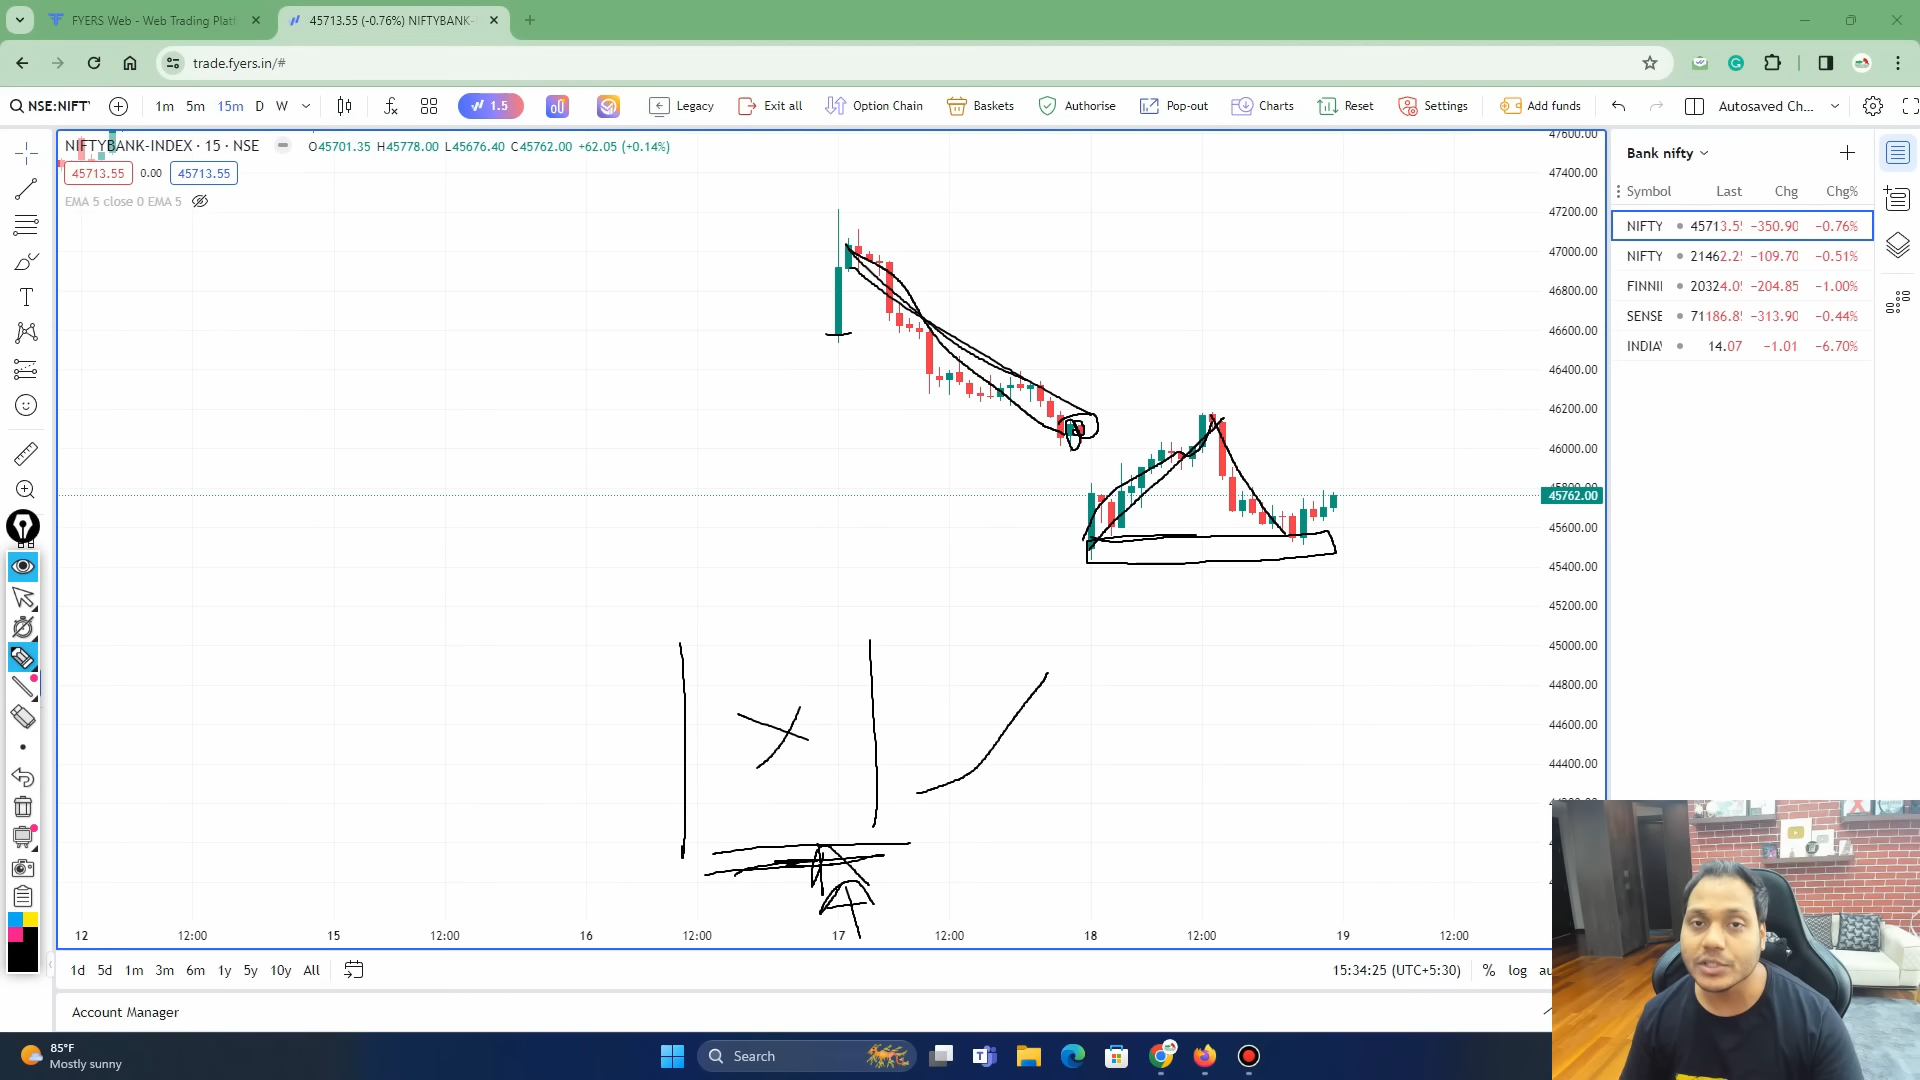 FYERS Web - Web Trading Plat
45713.55 (-0.76%) NIFTYBANK-
trade.fyers.in/#
NSE:NIFTY 1m 5m 15m D W 1.5 Legacy Exit all Option Chain Baskets Authorise Pop-out Charts Reset Settings Add funds Autosaved Ch...
NIFTYBANK-INDEX · 15 · NSE O45701.35 H45778.00 L45676.40 C45762.00 +62.05 (+0.14%)
45713.55 0.00 45713.55
EMA 5 close 0 EMA 5
47600.00
47400.00
47200.00
47000.00
46800.00
46600.00
46400.00
46200.00
46000.00
45762.00
45600.00
45400.00
45200.00
45000.00
44800.00
44600.00
44400.00
12 12:00 15 12:00 16 12:00 17 12:00 18 12:00 19 12:00
1d 5d 1m 3m 6m 1y 5y 10y All 15:34:25 (UTC+5:30) % log au
Account Manager
Bank nifty
Symbol Last Chg Chg%
NIFTY 45713.5 −350.90 −0.76%
NIFTY 21462.2 −109.70 −0.51%
FINNI 20324.0 −204.85 −1.00%
SENSE 71186.8 −313.90 −0.44%
INDIA 14.07 −1.01 −6.70%
85°F
Mostly sunny
Search